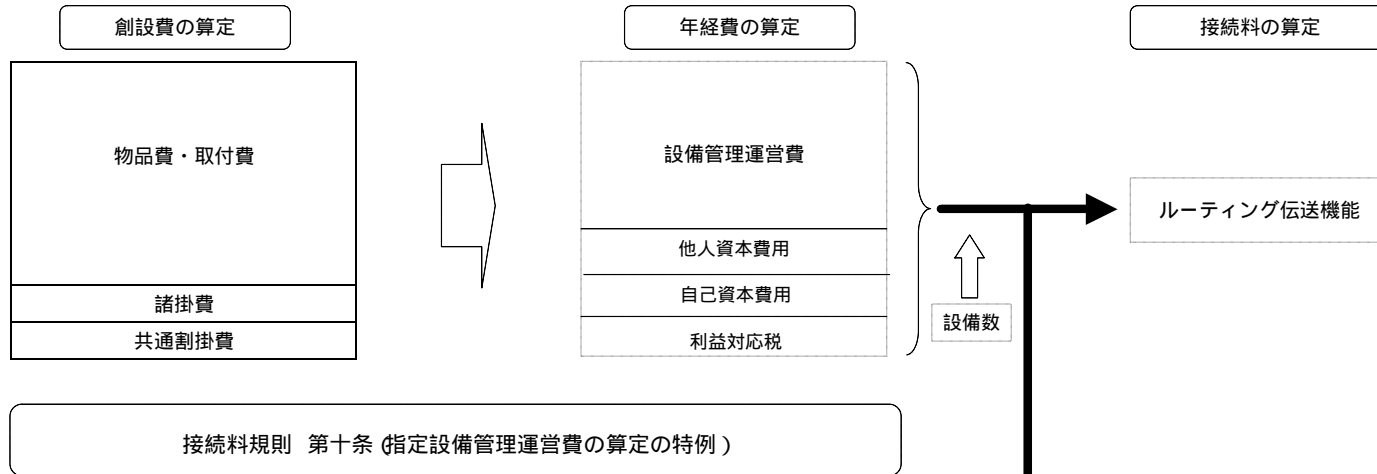 創設費の算定
年経費の算定
接続料の算定
物品費・取付費
諸掛費
共通割掛費
設備管理運営費
他人資本費用
自己資本費用
利益対応税
設備数
ルーティング伝送機能
接続料規則 第十条（指定設備管理運営費の算定の特例）